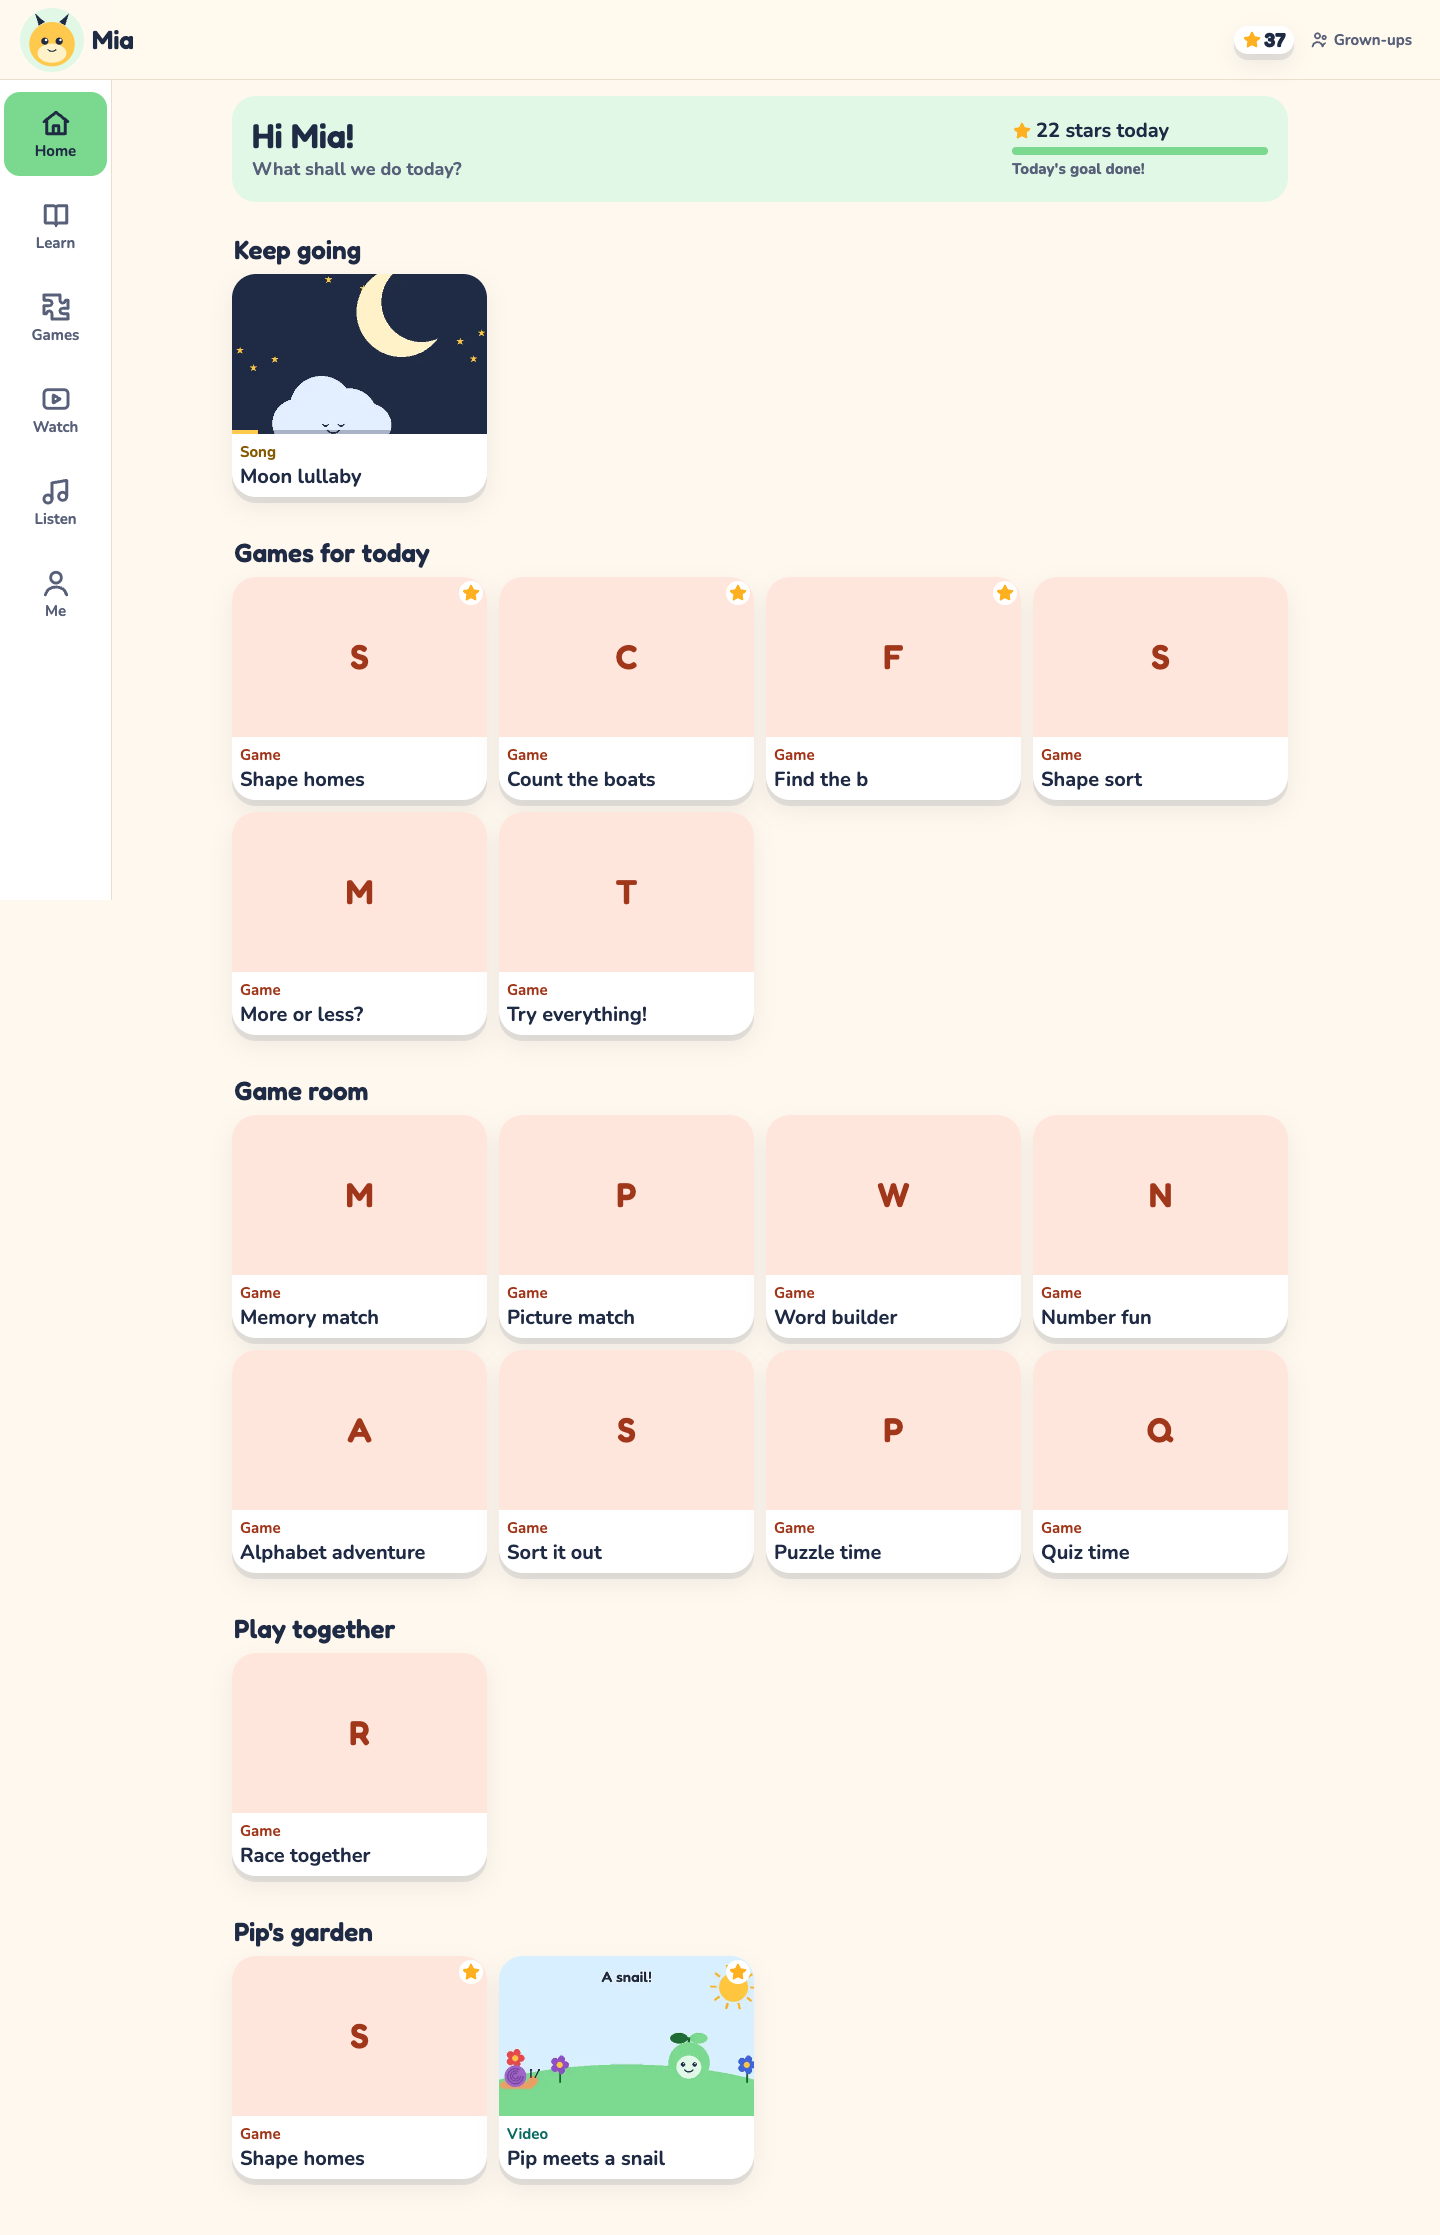 Mia
37
Grown-ups
Home
Learn
Games
Watch
Listen
Me
Hi Mia!
What shall we do today?
22 stars today
Today's goal done!
Keep going
Song
Moon lullaby
Games for today
S
Game
Shape homes
C
Game
Count the boats
F
Game
Find the b
S
Game
Shape sort
M
Game
More or less?
T
Game
Try everything!
Game room
M
Game
Memory match
P
Game
Picture match
W
Game
Word builder
N
Game
Number fun
A
Game
Alphabet adventure
S
Game
Sort it out
P
Game
Puzzle time
Q
Game
Quiz time
Play together
R
Game
Race together
Pip's garden
S
Game
Shape homes
A snail!
Video
Pip meets a snail